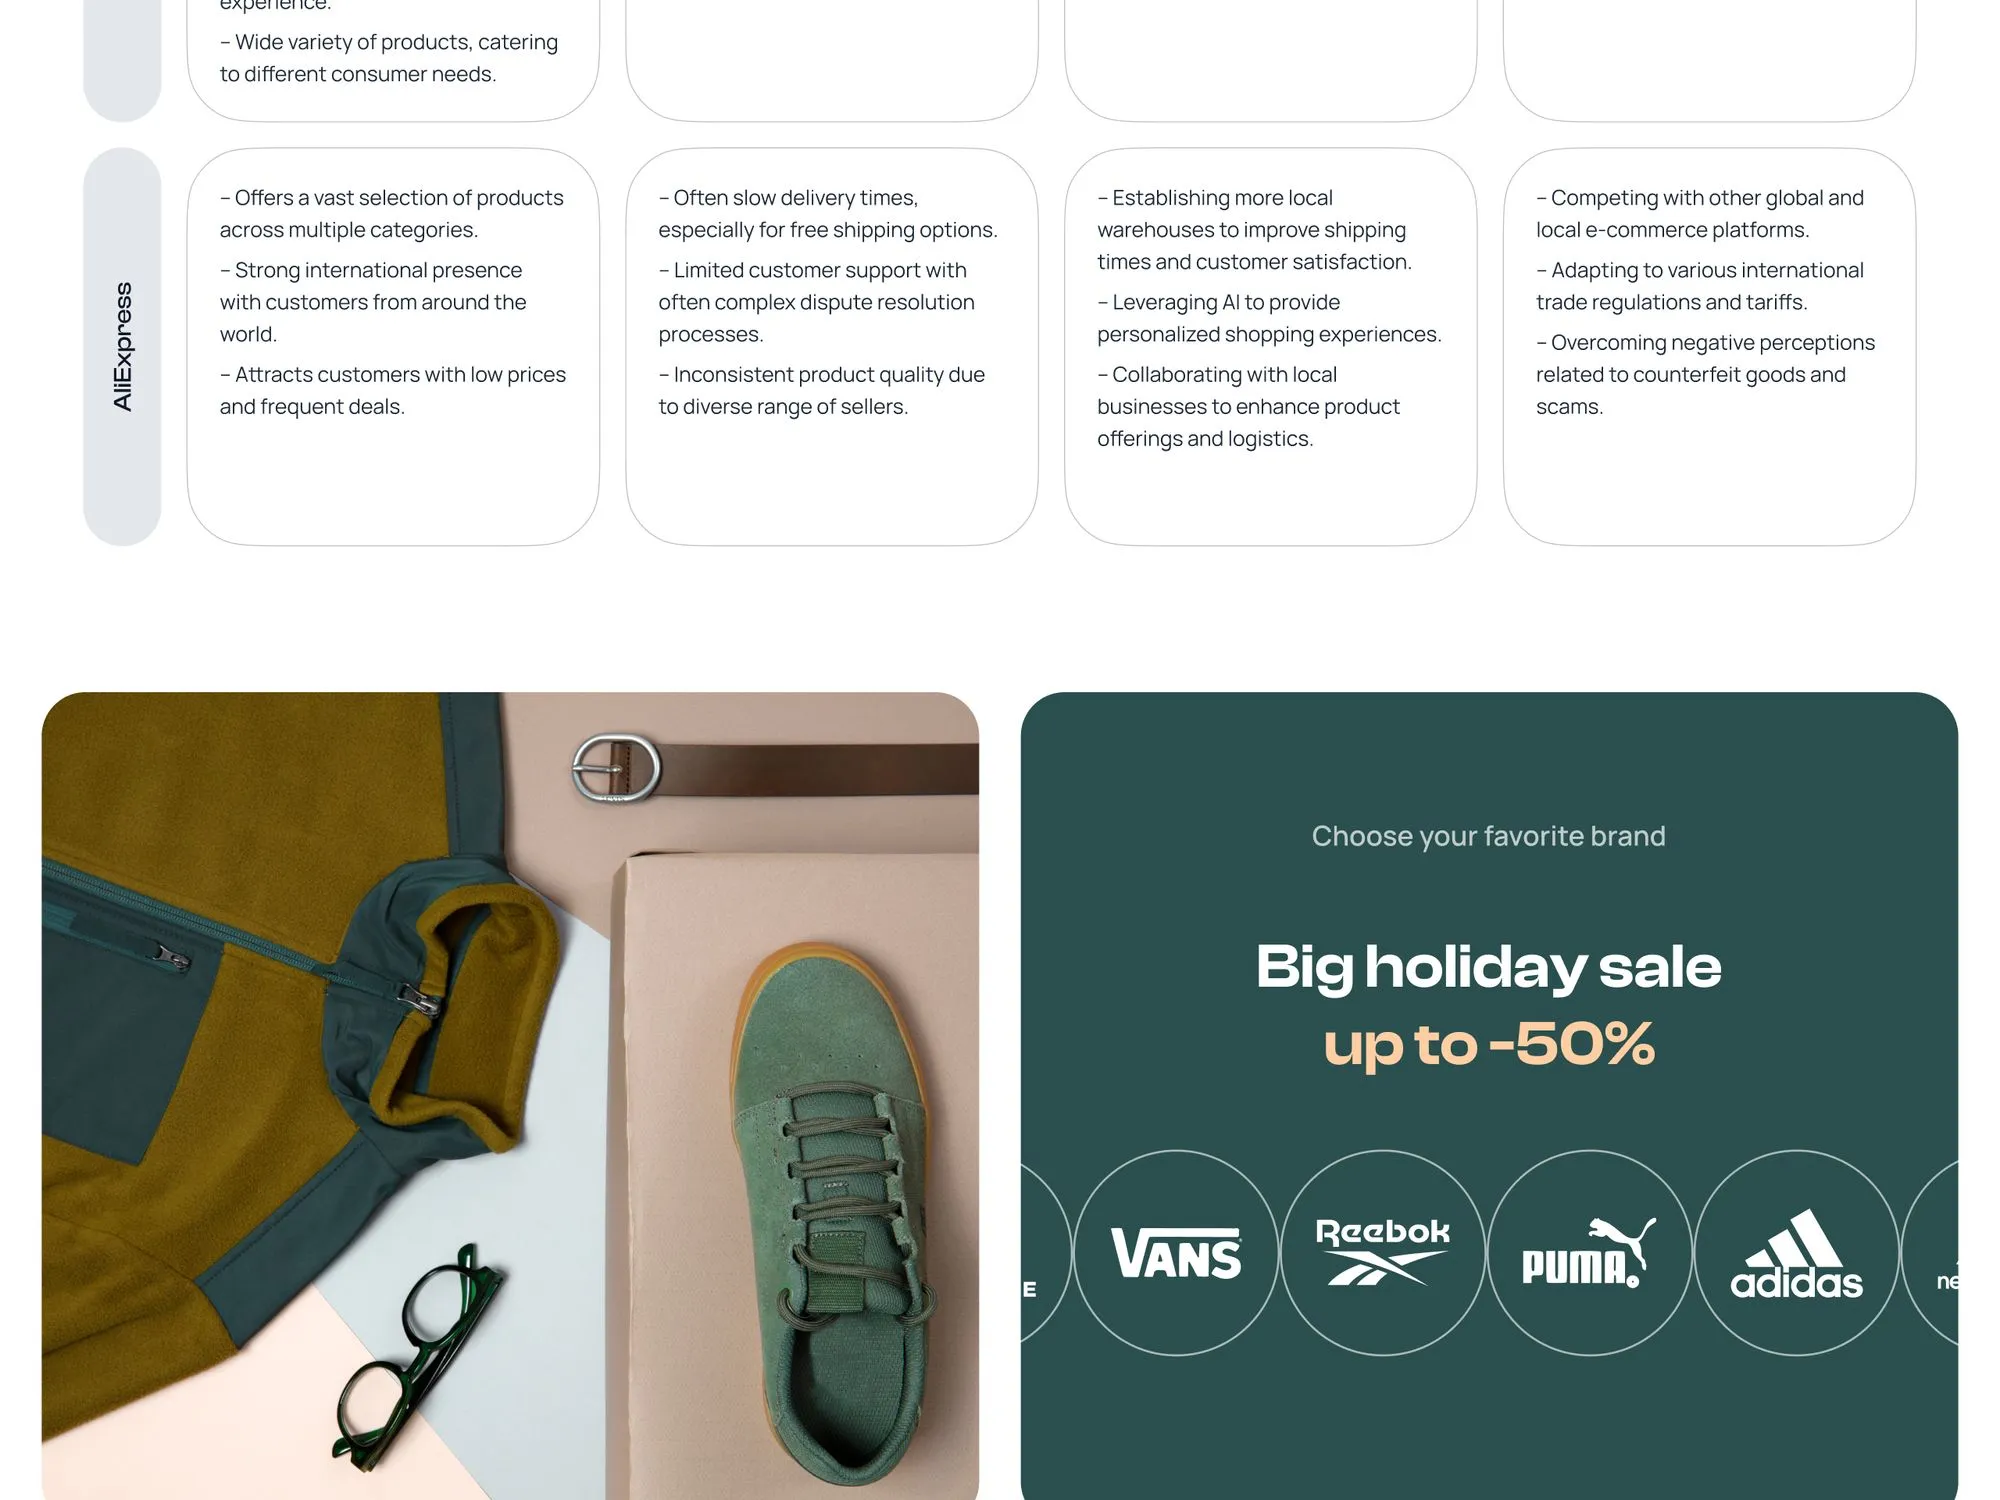 experience.
– Wide variety of products, catering
to different consumer needs.
AliExpress
– Offers a vast selection of products
across multiple categories.
– Strong international presence
with customers from around the
world.
– Attracts customers with low prices
and frequent deals.
– Often slow delivery times,
especially for free shipping options.
– Limited customer support with
often complex dispute resolution
processes.
– Inconsistent product quality due
to diverse range of sellers.
– Establishing more local
warehouses to improve shipping
times and customer satisfaction.
– Leveraging AI to provide
personalized shopping experiences.
– Collaborating with local
businesses to enhance product
offerings and logistics.
– Competing with other global and
local e-commerce platforms.
– Adapting to various international
trade regulations and tariffs.
– Overcoming negative perceptions
related to counterfeit goods and
scams.
Choose your favorite brand
Big holiday sale
up to -50%
E
VANS
Reebok
PUMA
adidas
ne